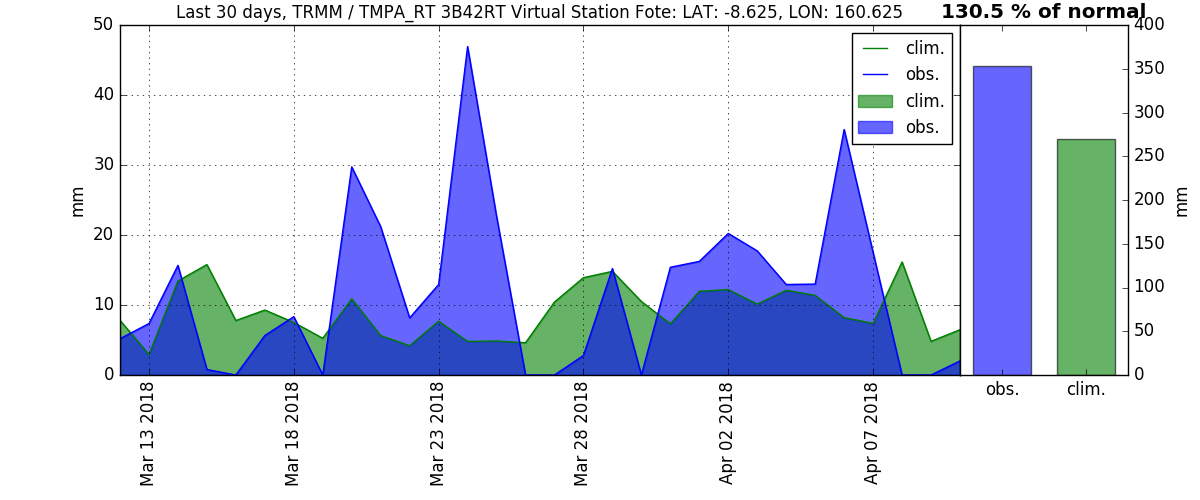 Last 30 days, TRMM / TMPA_RT 3B42RT Virtual Station Fote: LAT: -8.625, LON: 160.625
130.5 % of normal
50
40
30
20
10
0
mm
clim.
obs.
clim.
obs.
400
350
300
250
200
150
100
50
0
mm
obs.
clim.
Mar 13 2018
Mar 18 2018
Mar 23 2018
Mar 28 2018
Apr 02 2018
Apr 07 2018